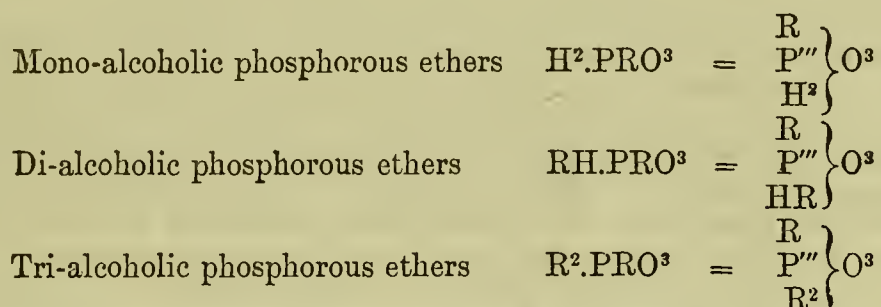 R
Mono-alcoholic phosphorous ethers H².PRO³ = P‴}O³
H²
R
Di-alcoholic phosphorous ethers RH.PRO³ = P‴}O³
HR
R
Tri-alcoholic phosphorous ethers R².PRO³ = P‴}O³
R²